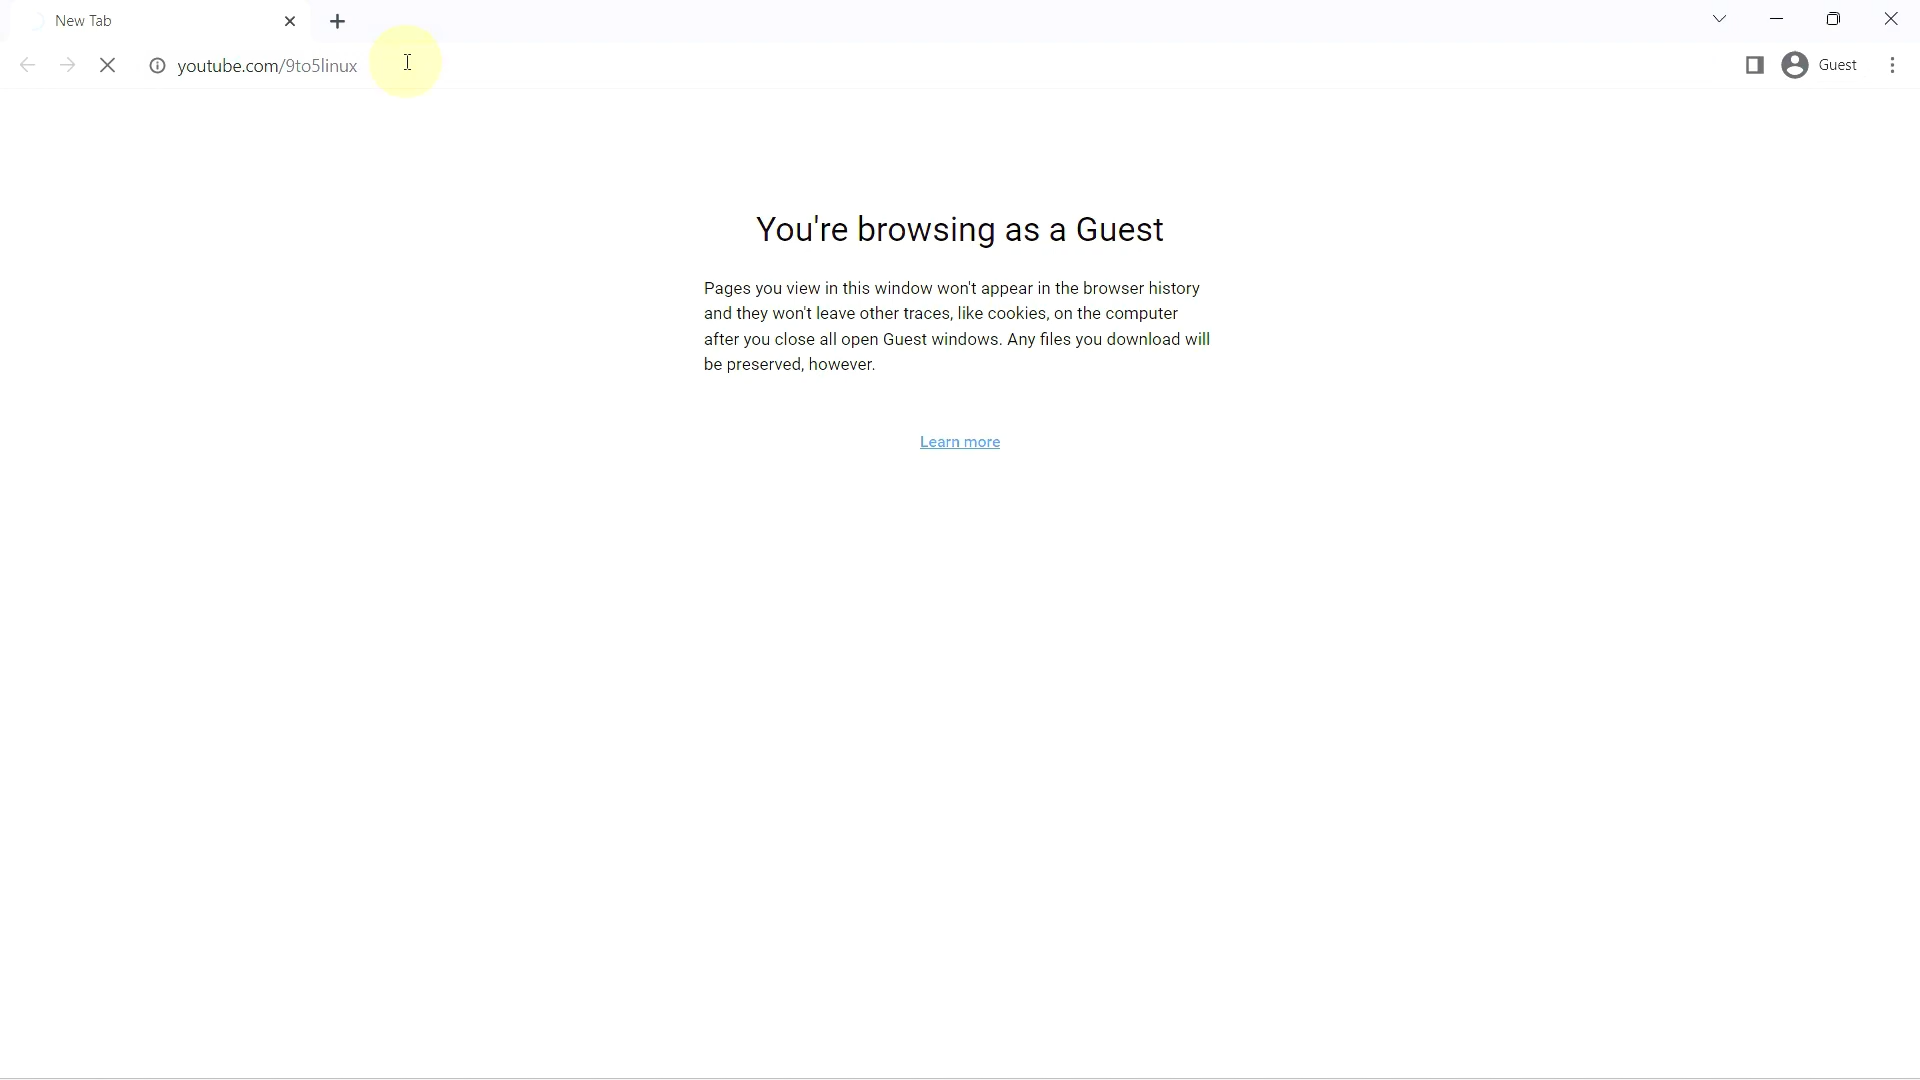 New Tab
youtube.com/9to5linux
Guest
You're browsing as a Guest
Pages you view in this window won't appear in the browser history
and they won't leave other traces, like cookies, on the computer
after you close all open Guest windows. Any files you download will
be preserved, however.
Learn more